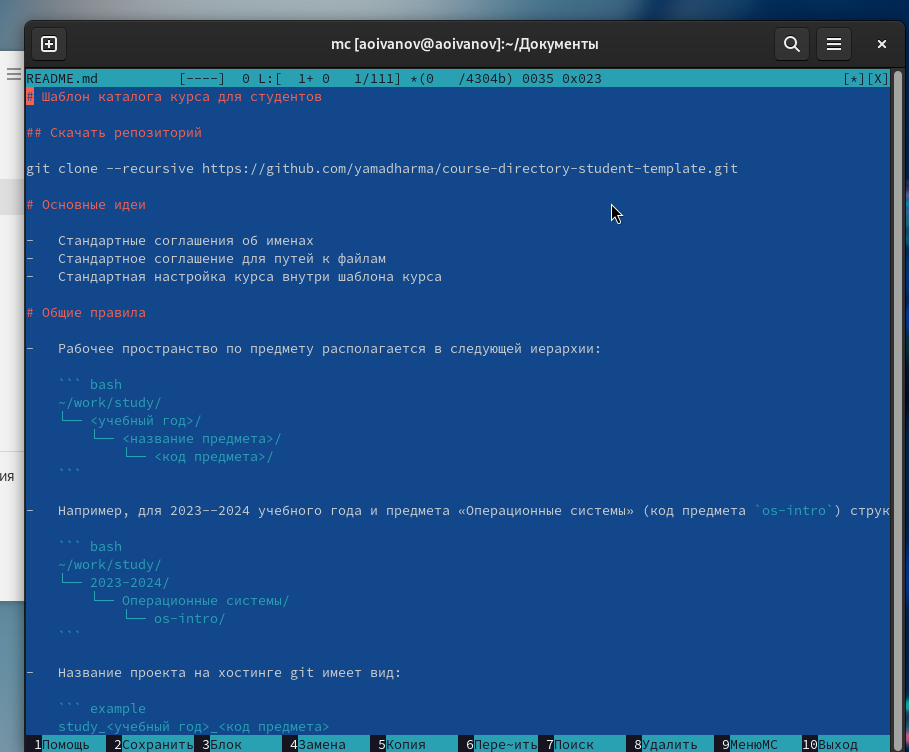 mc [aoivanov@aoivanov]:~/Документы
README.md [----] 0 L:[ 1+ 0 1/111] *(0 /4304b) 0035 0x023 [*][X]
# Шаблон каталога курса для студентов
## Скачать репозиторий
git clone --recursive https://github.com/yamadharma/course-directory-student-template.git
# Основные идеи
- Стандартные соглашения об именах
- Стандартное соглашение для путей к файлам
- Стандартная настройка курса внутри шаблона курса
# Общие правила
- Рабочее пространство по предмету располагается в следующей иерархии:
``` bash
~/work/study/
└── <учебный год>/
└── <название предмета>/
└── <код предмета>/
```
- Например, для 2023--2024 учебного года и предмета «Операционные системы» (код предмета `os-intro`) струк
``` bash
~/work/study/
└── 2023-2024/
└── Операционные системы/
└── os-intro/
```
- Название проекта на хостинге git имеет вид:
``` example
study_<учебный год>_<код предмета>
1Помощь 2Сохранить 3Блок 4Замена 5Копия 6Пере~ить 7Поиск 8Удалить 9МенюMC 10Выход
ия